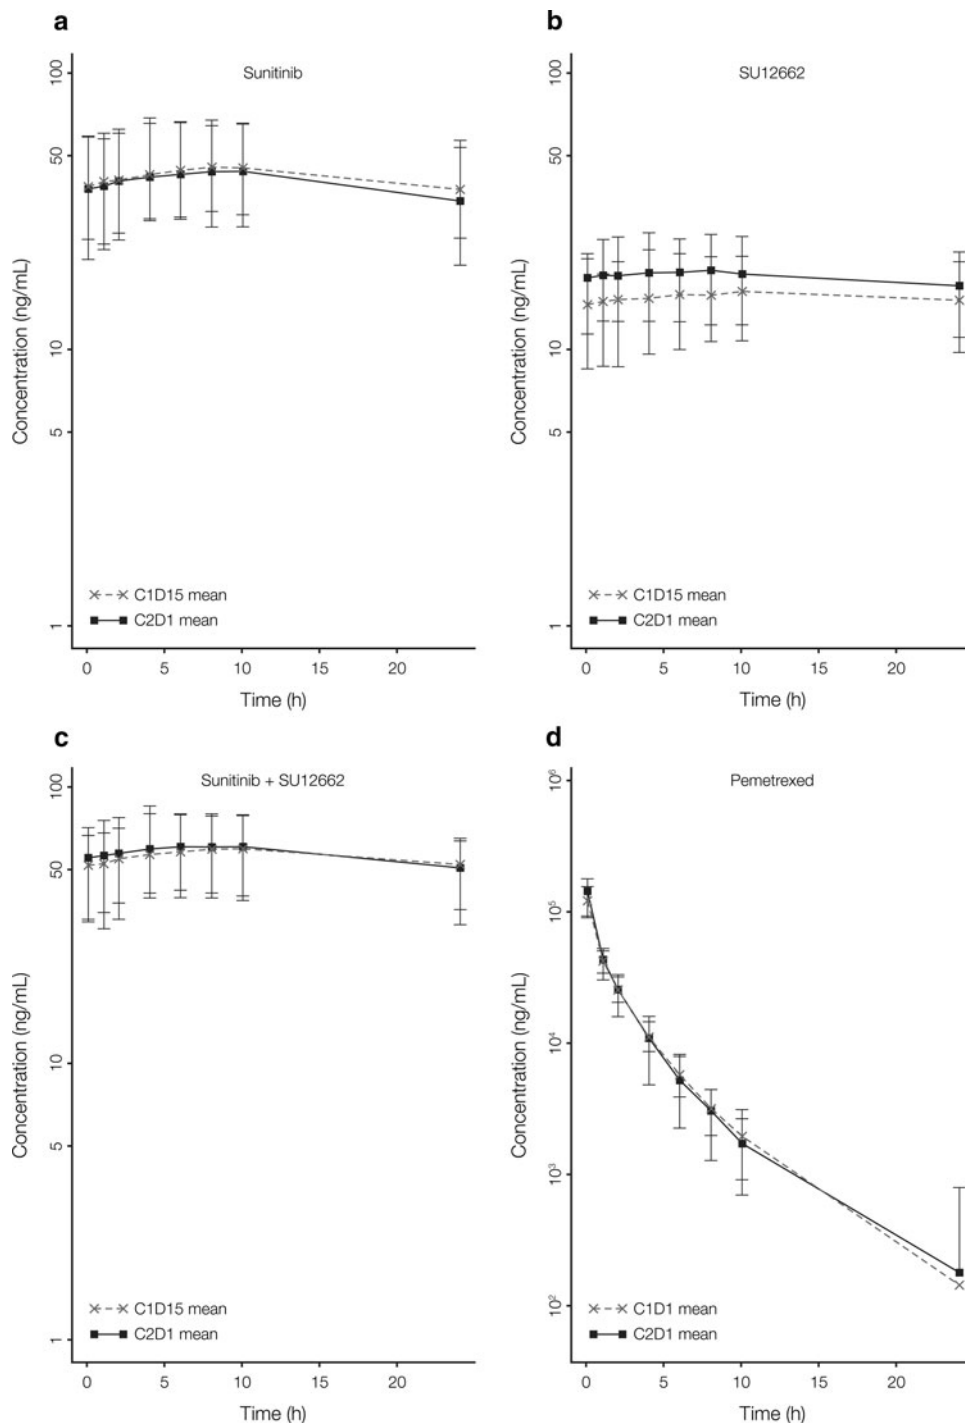 a
Sunitinib
Concentration (ng/mL)
100
50
10
5
1
0 5 10 15 20
Time (h)
C1D15 mean
C2D1 mean
b
SU12662
Concentration (ng/mL)
100
50
10
5
1
0 5 10 15 20
Time (h)
C1D15 mean
C2D1 mean
c
Sunitinib + SU12662
Concentration (ng/mL)
100
50
10
5
1
0 5 10 15 20
Time (h)
C1D15 mean
C2D1 mean
d
Pemetrexed
Concentration (ng/mL)
10⁶
10⁵
10⁴
10³
10²
0 5 10 15 20
Time (h)
C1D1 mean
C2D1 mean